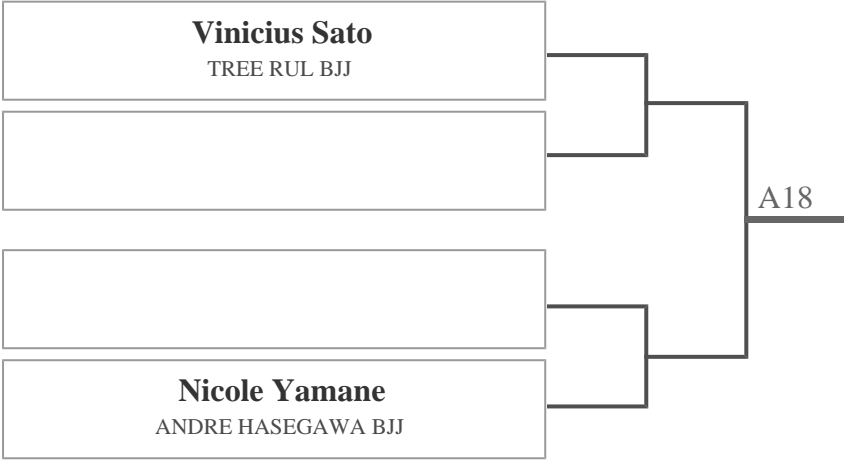 Vinicius Sato
TREE RUL BJJ
A18
Nicole Yamane
ANDRE HASEGAWA BJJ